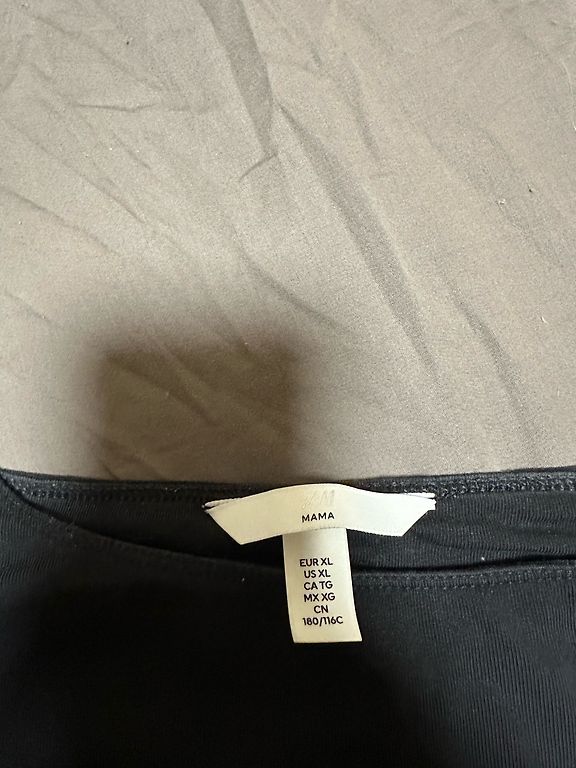 H&M
MAMA
EUR XL
US XL
CA TG
MX XG
CN
180/116C